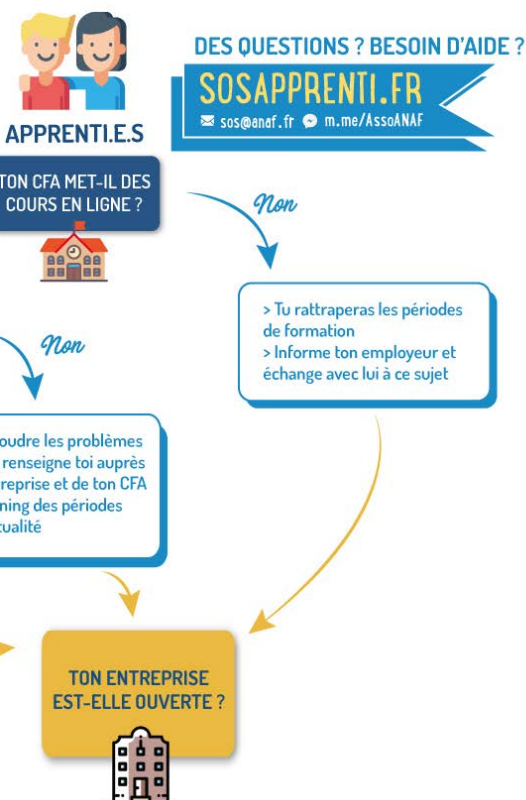 DES QUESTIONS ? BESOIN D'AIDE ?
SOSAPPRENTI.FR
sos@anaf.fr m.me/AssoANAF
APPRENTI.E.S
TON CFA MET-IL DES
COURS EN LIGNE ?
Non
> Tu rattraperas les périodes
de formation
> Informe ton employeur et
échange avec lui à ce sujet
Non
oudre les problèmes
renseigne toi auprès
reprise et de ton CFA
ning des périodes
tualité
TON ENTREPRISE
EST-ELLE OUVERTE ?